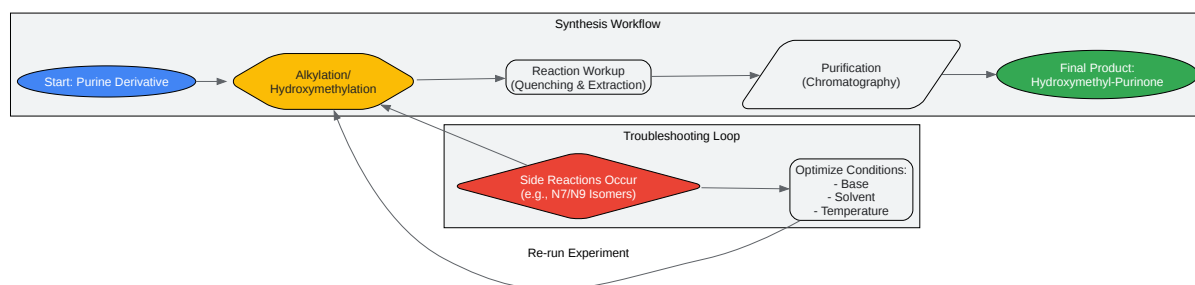 Synthesis Workflow
Start: Purine Derivative
Alkylation/
Hydroxymethylation
Reaction Workup
(Quenching & Extraction)
Purification
(Chromatography)
Final Product:
Hydroxymethyl-Purinone
Troubleshooting Loop
Side Reactions Occur
(e.g., N7/N9 Isomers)
Optimize Conditions:
- Base
- Solvent
- Temperature
Re-run Experiment